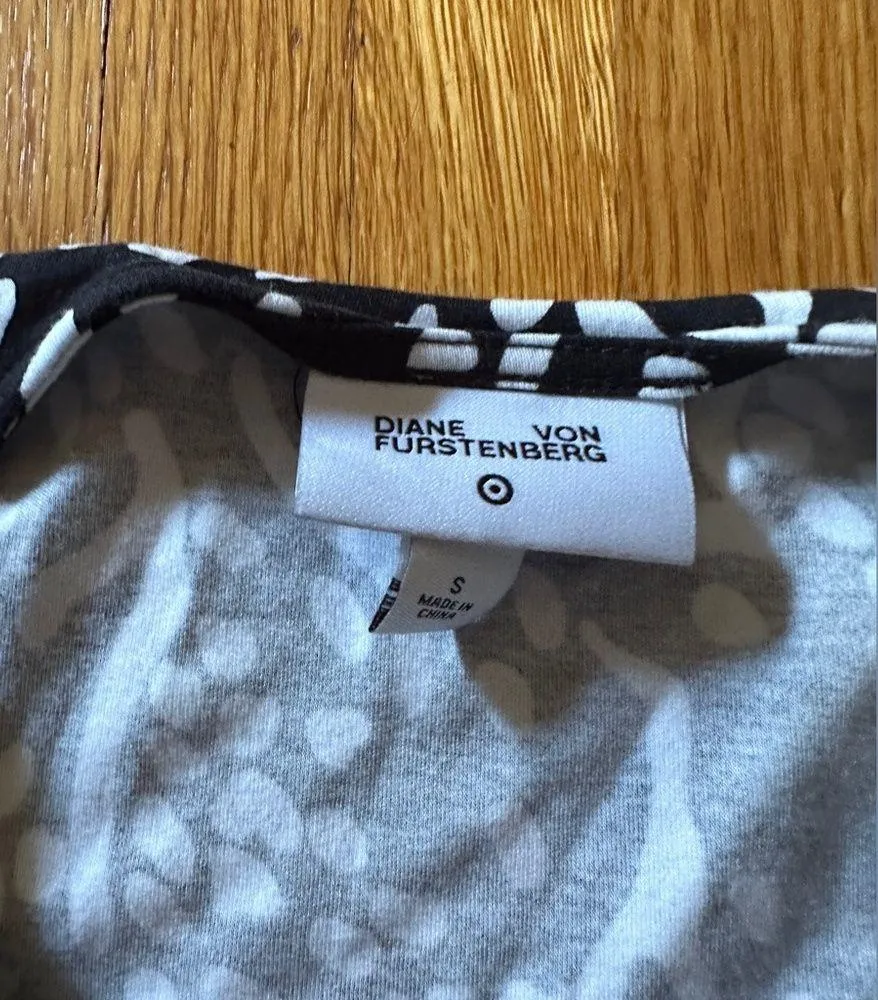 DIANE VON
FURSTENBERG
S
MADE IN
CHINA